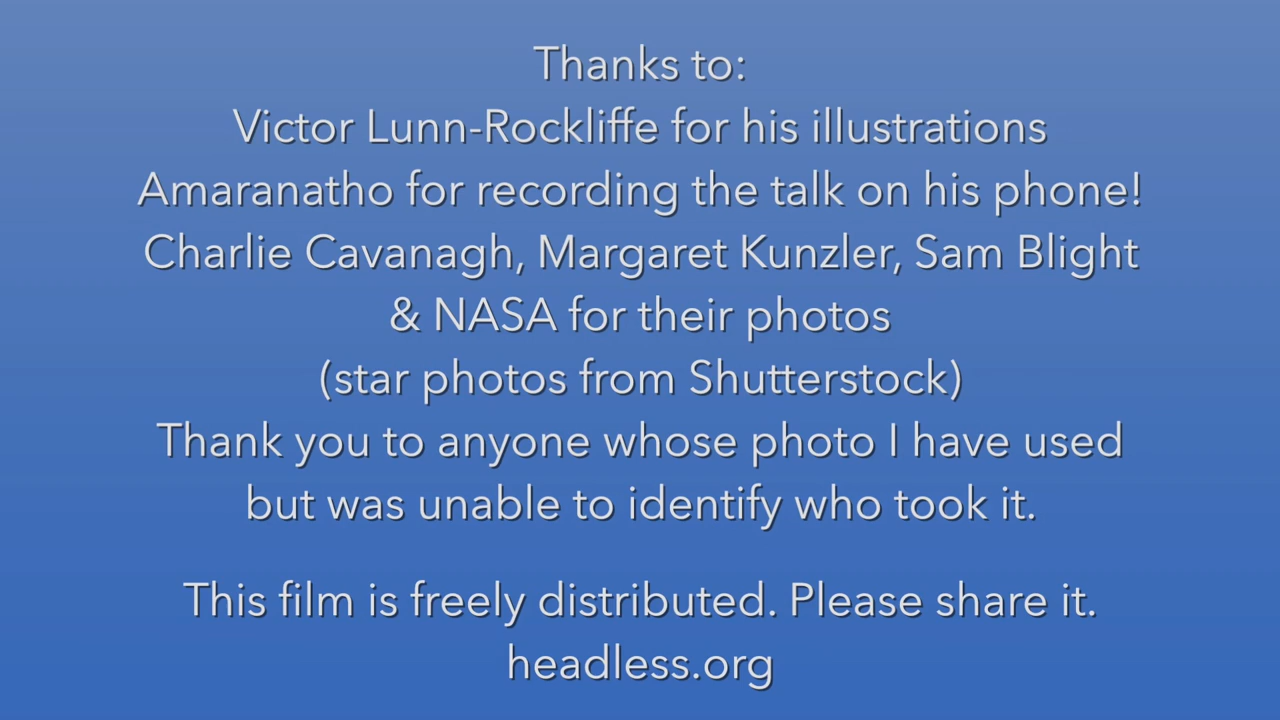 Thanks to:
Victor Lunn-Rockliffe for his illustrations
Amaranatho for recording the talk on his phone!
Charlie Cavanagh, Margaret Kunzler, Sam Blight
& NASA for their photos
(star photos from Shutterstock)
Thank you to anyone whose photo I have used
but was unable to identify who took it.
This film is freely distributed. Please share it.
headless.org